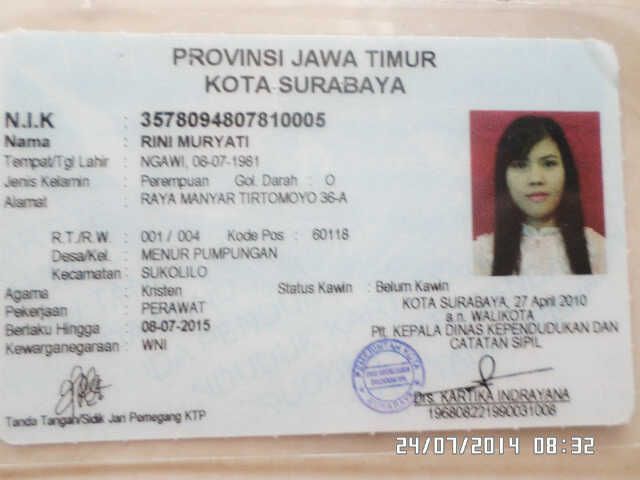 PROVINSI JAWA TIMUR
KOTA SURABAYA
N.I.K : 3578094807810005
Nama : RINI MURYATI
Tempat/Tgl Lahir : NGAWI, 08-07-1981
Jenis Kelamin : Perempuan Gol. Darah : O
Alamat : RAYA MANYAR TIRTOMOYO 36-A
R.T./R.W. : 001 / 004 Kode Pos : 60118
Desa/Kel. : MENUR PUMPUNGAN
Kecamatan : SUKOLILO
Agama : Kristen Status Kawin : Belum Kawin
Pekerjaan : PERAWAT
Berlaku Hingga : 08-07-2015
Kewarganegaraan : WNI
KOTA SURABAYA, 27 April 2010
a.n. WALIKOTA
Plt. KEPALA DINAS KEPENDUDUKAN DAN
CATATAN SIPIL
PEMERINTAH KOTA
SURABAYA
Drs. KARTIKA INDRAYANA
196808221990031008
Tanda Tangan/Sidik Jari Pemegang KTP
24/07/2014 08:32